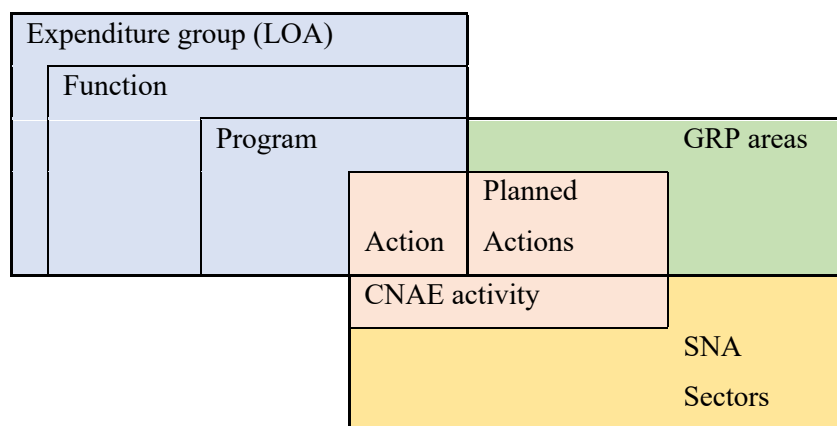 Expenditure group (LOA)
Function
Program
GRP areas
Planned
Action
Actions
CNAE activity
SNA
Sectors